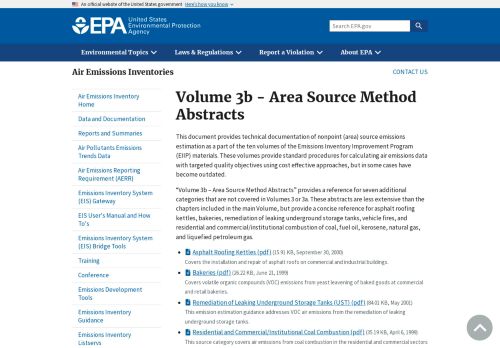 An official website of the United States government Here's how you know
EPA United States
Environmental Protection
Agency
Search EPA.gov
Environmental Topics
Laws & Regulations
Report a Violation
About EPA
Air Emissions Inventories
CONTACT US
Air Emissions Inventory
Home
Data and Documentation
Reports and Summaries
Air Pollutants Emissions
Trends Data
Air Emissions Reporting
Requirement (AERR)
Emissions Inventory System
(EIS) Gateway
EIS User's Manual and How
To's
Emissions Inventory System
(EIS) Bridge Tools
Training
Conference
Emissions Development
Tools
Emissions Inventory
Guidance
Emissions Inventory
Listservs
Volume 3b - Area Source Method
Abstracts
This document provides technical documentation of nonpoint (area) source emissions
estimation as a part of the ten volumes of the Emissions Inventory Improvement Program
(EIIP) materials. These volumes provide standard procedures for calculating air emissions data
with targeted quality objectives using cost effective approaches, but in some cases have
become outdated.
"Volume 3b – Area Source Method Abstracts" provides a reference for seven additional
categories that are not covered in Volumes 3 or 3a. These abstracts are less extensive than the
chapters included in the main Volume, but provide a concise reference for asphalt roofing
kettles, bakeries, remediation of leaking underground storage tanks, vehicle fires, and
residential and commercial/institutional combustion of coal, fuel oil, kerosene, natural gas,
and liquefied petroleum gas.
Asphalt Roofing Kettles (pdf) (15.91 KB, September 30, 2000)
Covers the installation and repair of asphalt roofs on commercial and industrial buildings.
Bakeries (pdf) (26.22 KB, June 21, 1999)
Covers volatile organic compounds (VOC) emissions from yeast leavening of baked goods at commercial
and retail bakeries.
Remediation of Leaking Underground Storage Tanks (UST) (pdf) (84.01 KB, May 2001)
This emission estimation guidance addresses VOC air emissions from the remediation of leaking
underground storage tanks.
Residential and Commercial/Institutional Coal Combustion (pdf) (35.19 KB, April 6, 1999)
This source category covers air emissions from coal combustion in the residential and commercial sectors